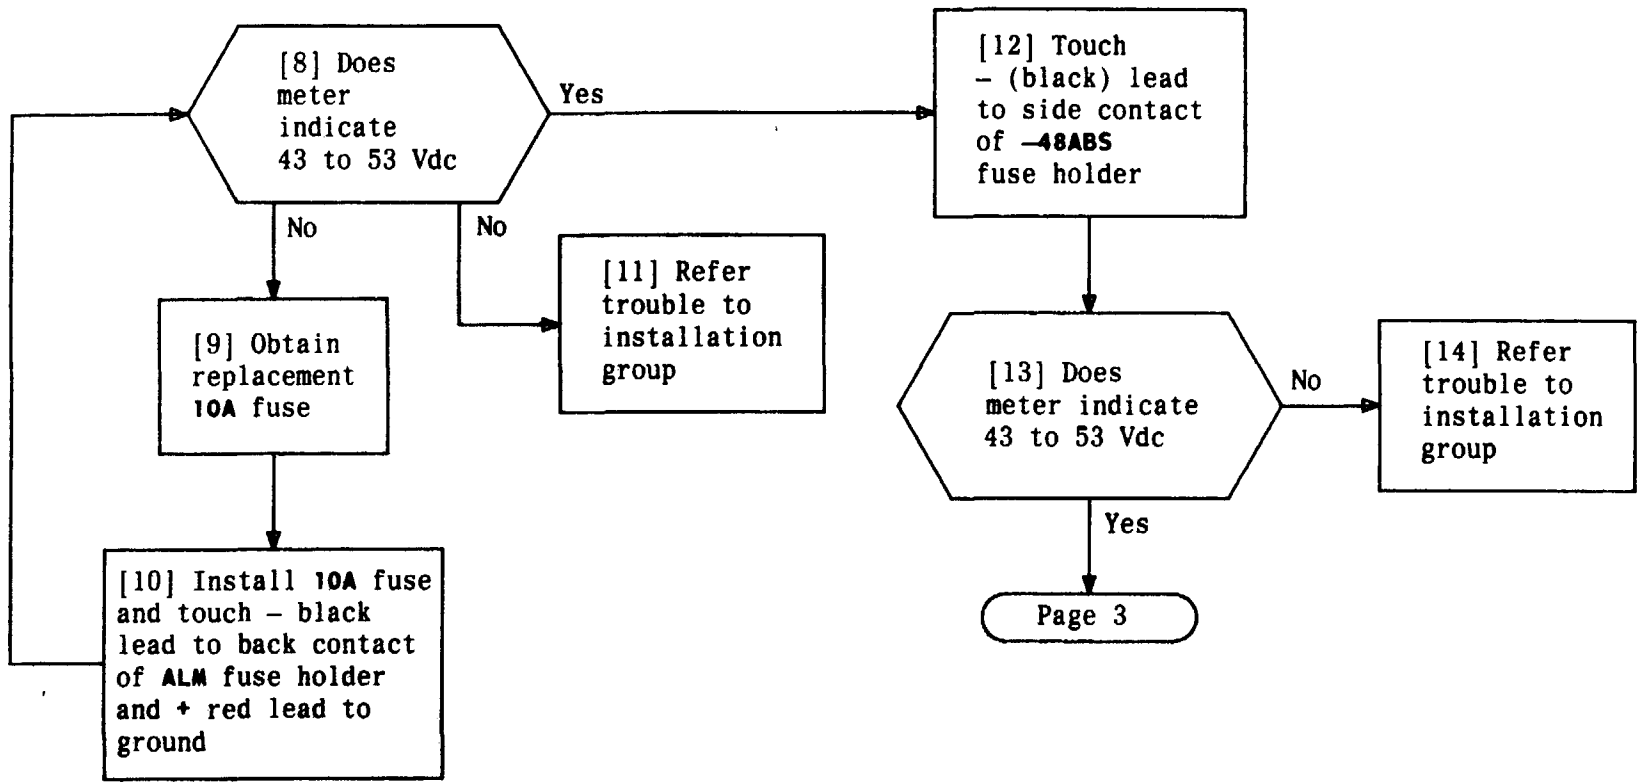 [8] Does
meter
indicate
43 to 53 Vdc
Yes
No
No
[9] Obtain
replacement
10A fuse
[10] Install 10A fuse
and touch – black
lead to back contact
of ALM fuse holder
and + red lead to
ground
[11] Refer
trouble to
installation
group
[12] Touch
– (black) lead
to side contact
of –48ABS
fuse holder
[13] Does
meter indicate
43 to 53 Vdc
No
Yes
[14] Refer
trouble to
installation
group
Page 3